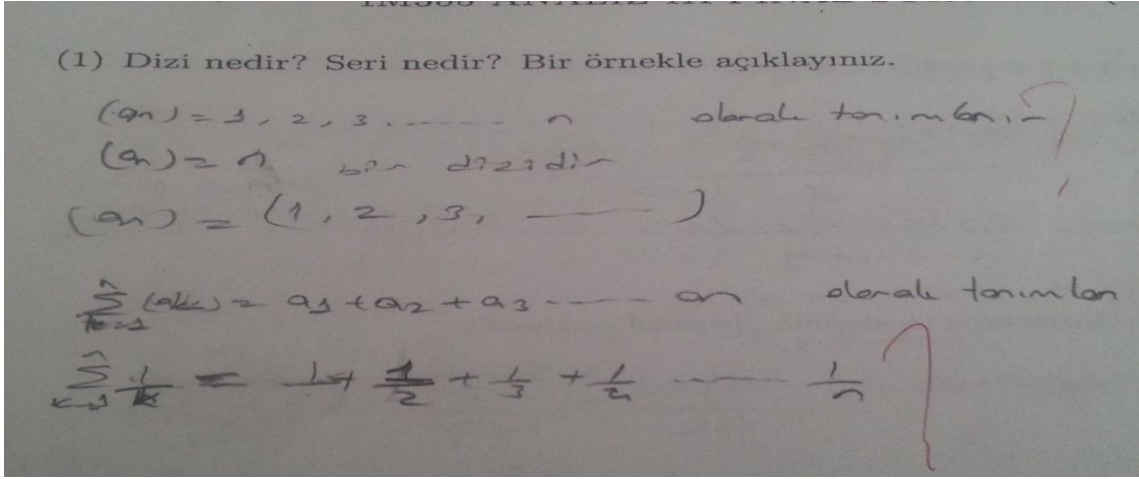 (1) Dizi nedir? Seri nedir? Bir örnekle açıklayınız.
(an) = 1, 2, 3 ....... n olarak tanımlanır ?
(an) = n bir dizidir
(an) = (1, 2, 3, ——— )
n ∑ k=1 (ak) = a1 + a2 + a3 ------ an olarak tanımlan
n ∑ k=1 1/k = 1 + 1/2 + 1/3 + 1/4 ------ 1/n ?